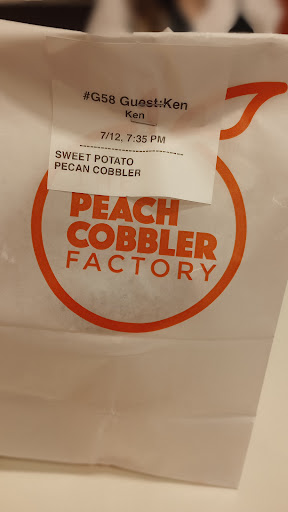 #G58 Guest:Ken
Ken
7/12, 7:35 PM
SWEET POTATO
PECAN COBBLER
PEACH
COBBLER
FACTORY